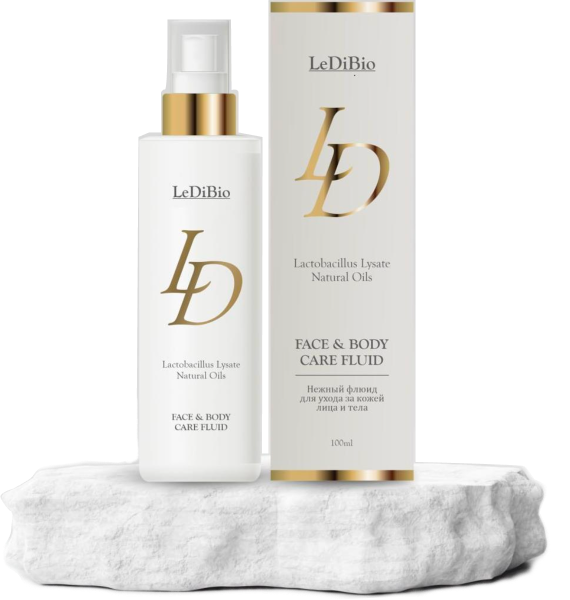 LeDiBio
LD
Lactobacillus Lysate
Natural Oils
FACE & BODY
CARE FLUID
LeDiBio
LD
Lactobacillus Lysate
Natural Oils
FACE & BODY
CARE FLUID
Нежный флюид
для ухода за кожей
лица и тела
100ml